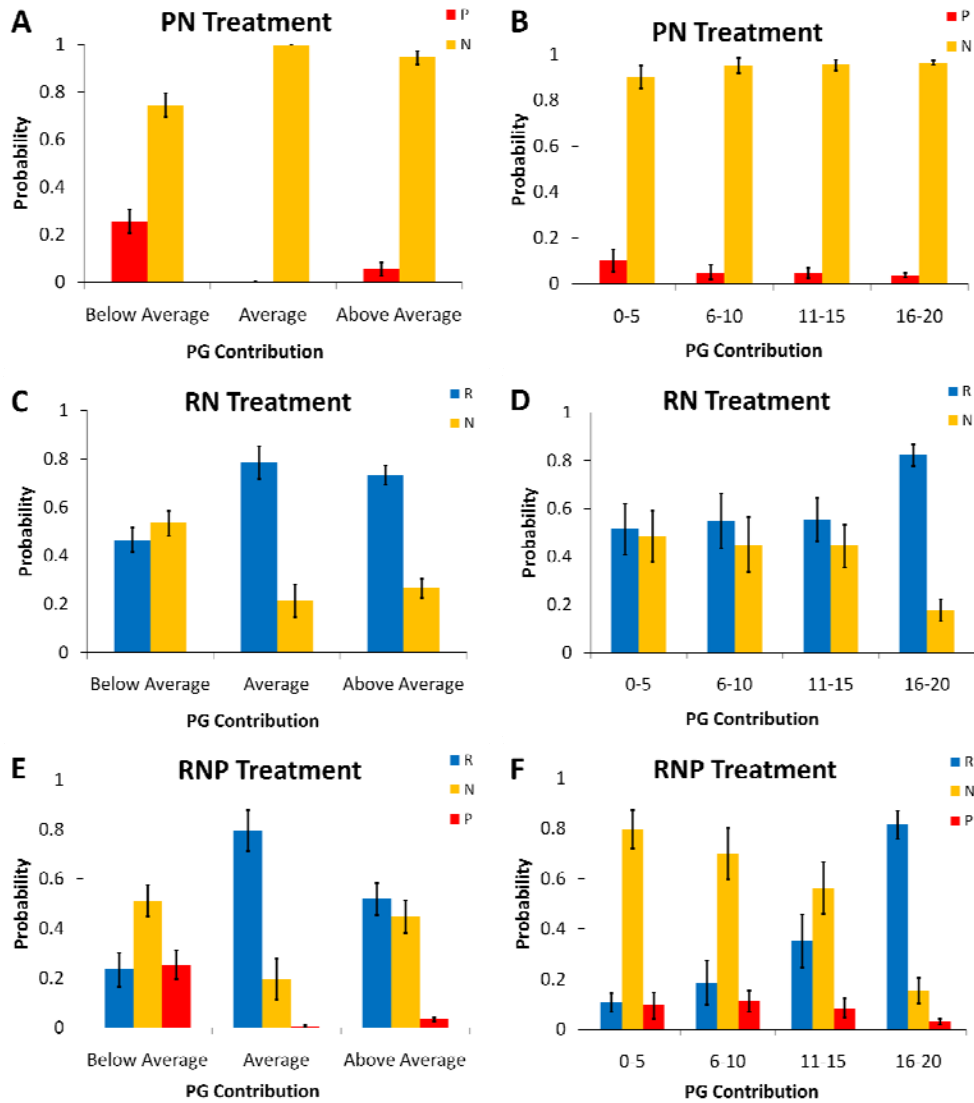 A
PN Treatment
P
N
Probability
1
0.8
0.6
0.4
0.2
0
Below Average Average Above Average
PG Contribution
B
PN Treatment
P
N
Probability
1
0.8
0.6
0.4
0.2
0
0-5 6-10 11-15 16-20
PG Contribution
C
RN Treatment
R
N
Probability
1
0.8
0.6
0.4
0.2
0
Below Average Average Above Average
PG Contribution
D
RN Treatment
R
N
Probability
1
0.8
0.6
0.4
0.2
0
0-5 6-10 11-15 16-20
PG Contribution
E
RNP Treatment
R
N
P
Probability
1
0.8
0.6
0.4
0.2
0
Below Average Average Above Average
PG Contribution
F
RNP Treatment
R
N
P
Probability
1
0.8
0.6
0.4
0.2
0
0-5 6-10 11-15 16-20
PG Contribution